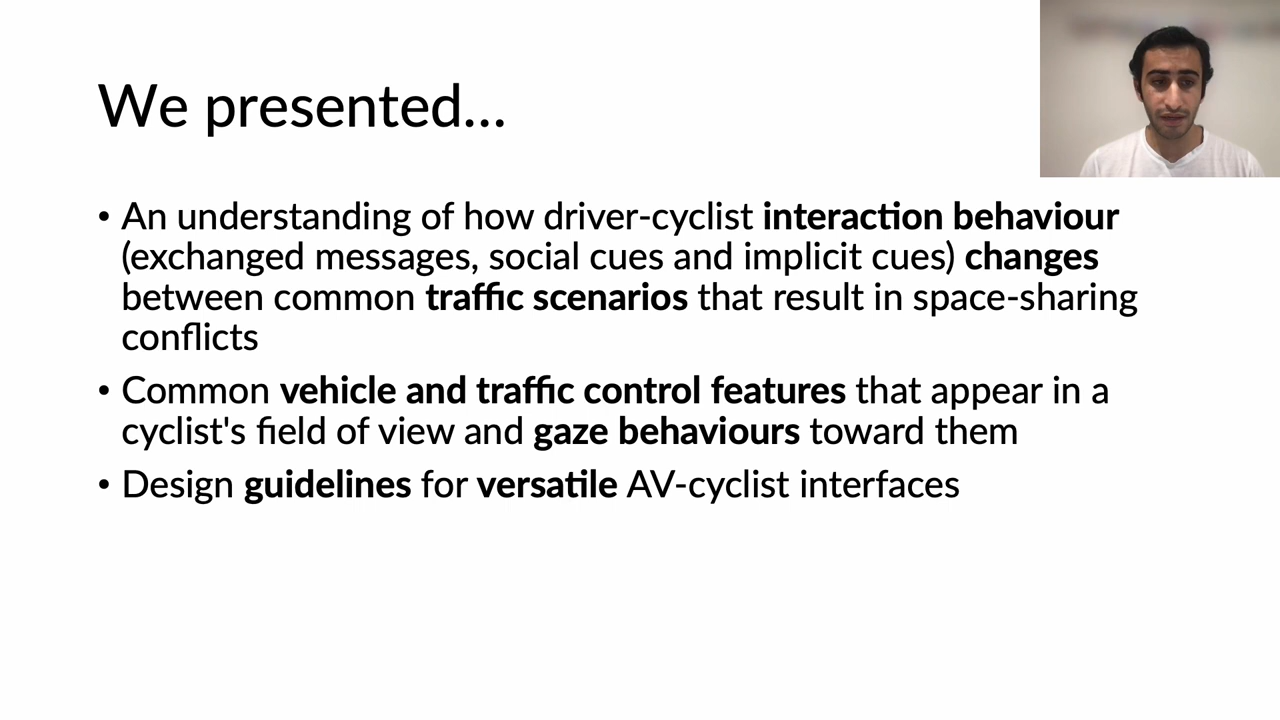 We presented...
• An understanding of how driver-cyclist interaction behaviour
(exchanged messages, social cues and implicit cues) changes
between common traffic scenarios that result in space-sharing
conflicts
• Common vehicle and traffic control features that appear in a
cyclist's field of view and gaze behaviours toward them
• Design guidelines for versatile AV-cyclist interfaces